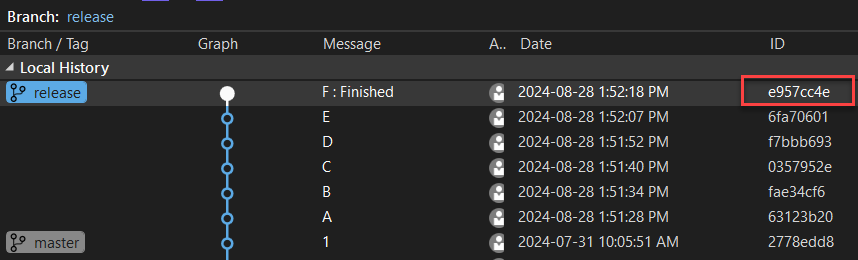 Branch: release
Branch / Tag Graph Message A.. Date ID
Local History
release F : Finished 2024-08-28 1:52:18 PM e957cc4e
E 2024-08-28 1:52:07 PM 6fa70601
D 2024-08-28 1:51:52 PM f7bbb693
C 2024-08-28 1:51:40 PM 0357952e
B 2024-08-28 1:51:34 PM fae34cf6
A 2024-08-28 1:51:28 PM 63123b20
master 1 2024-07-31 10:05:51 AM 2778edd8